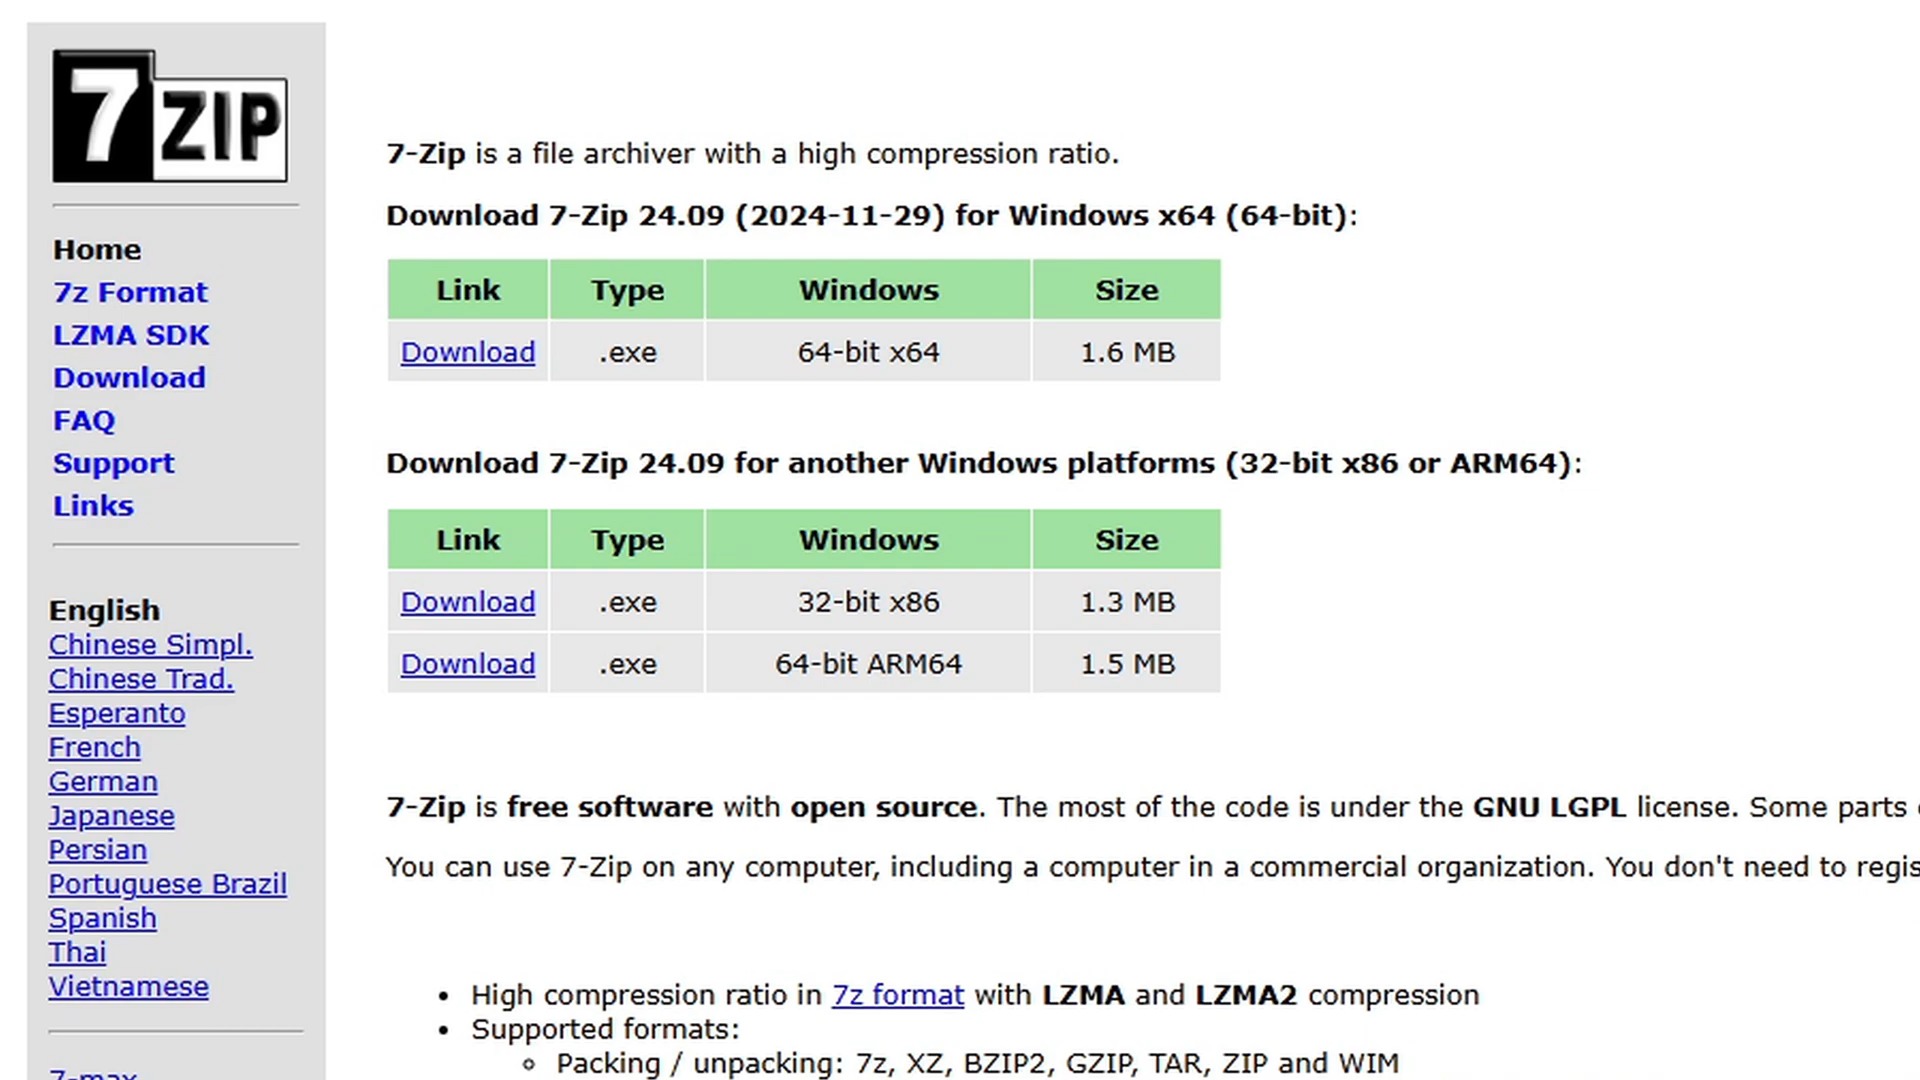 7 ZIP
Home
7z Format
LZMA SDK
Download
FAQ
Support
Links
English
Chinese Simpl.
Chinese Trad.
Esperanto
French
German
Japanese
Persian
Portuguese Brazil
Spanish
Thai
Vietnamese
7-max
7-Zip is a file archiver with a high compression ratio.
Download 7-Zip 24.09 (2024-11-29) for Windows x64 (64-bit):
Link Type Windows Size
Download .exe 64-bit x64 1.6 MB
Download 7-Zip 24.09 for another Windows platforms (32-bit x86 or ARM64):
Link Type Windows Size
Download .exe 32-bit x86 1.3 MB
Download .exe 64-bit ARM64 1.5 MB
7-Zip is free software with open source. The most of the code is under the GNU LGPL license. Some parts
You can use 7-Zip on any computer, including a computer in a commercial organization. You don't need to regis
• High compression ratio in 7z format with LZMA and LZMA2 compression
• Supported formats:
◦ Packing / unpacking: 7z, XZ, BZIP2, GZIP, TAR, ZIP and WIM